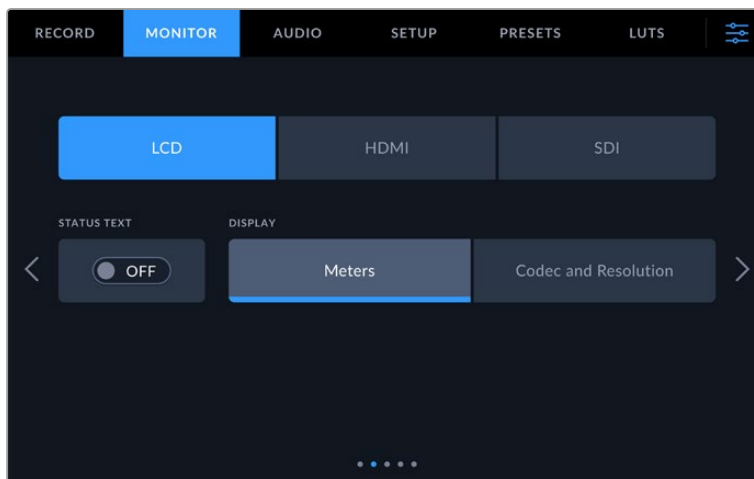 RECORD MONITOR AUDIO SETUP PRESETS LUTS
LCD HDMI SDI
STATUS TEXT DISPLAY
OFF Meters Codec and Resolution